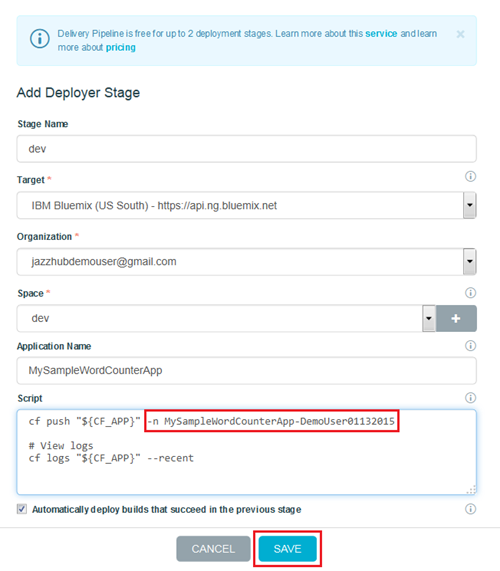 Delivery Pipeline is free for up to 2 deployment stages. Learn more about this service and learn
more about pricing
Add Deployer Stage
Stage Name
dev
Target *
IBM Bluemix (US South) - https://api.ng.bluemix.net
Organization *
jazzhubdemouser@gmail.com
Space *
dev
Application Name
MySampleWordCounterApp
Script
cf push "${CF_APP}" -n MySampleWordCounterApp-DemoUser01132015
# View logs
cf logs "${CF_APP}" --recent
Automatically deploy builds that succeed in the previous stage
CANCEL SAVE